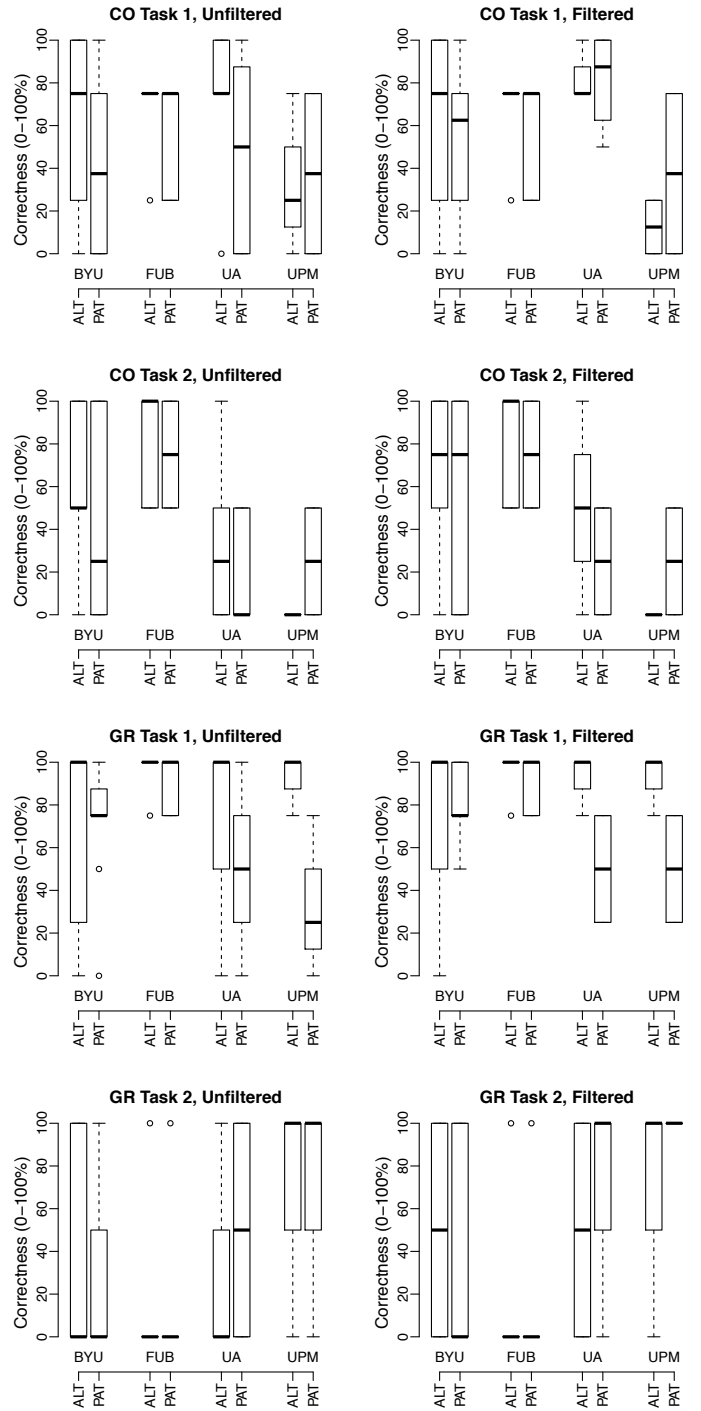 CO Task 1, Unfiltered
Correctness (0−100%)
0 20 40 60 80 100
BYU FUB UA UPM
ALT PAT ALT PAT ALT PAT ALT PAT
CO Task 1, Filtered
Correctness (0−100%)
0 20 40 60 80 100
BYU FUB UA UPM
ALT PAT ALT PAT ALT PAT ALT PAT
CO Task 2, Unfiltered
Correctness (0−100%)
0 20 40 60 80 100
BYU FUB UA UPM
ALT PAT ALT PAT ALT PAT ALT PAT
CO Task 2, Filtered
Correctness (0−100%)
0 20 40 60 80 100
BYU FUB UA UPM
ALT PAT ALT PAT ALT PAT ALT PAT
GR Task 1, Unfiltered
Correctness (0−100%)
0 20 40 60 80 100
BYU FUB UA UPM
ALT PAT ALT PAT ALT PAT ALT PAT
GR Task 1, Filtered
Correctness (0−100%)
0 20 40 60 80 100
BYU FUB UA UPM
ALT PAT ALT PAT ALT PAT ALT PAT
GR Task 2, Unfiltered
Correctness (0−100%)
0 20 40 60 80 100
BYU FUB UA UPM
ALT PAT ALT PAT ALT PAT ALT PAT
GR Task 2, Filtered
Correctness (0−100%)
0 20 40 60 80 100
BYU FUB UA UPM
ALT PAT ALT PAT ALT PAT ALT PAT